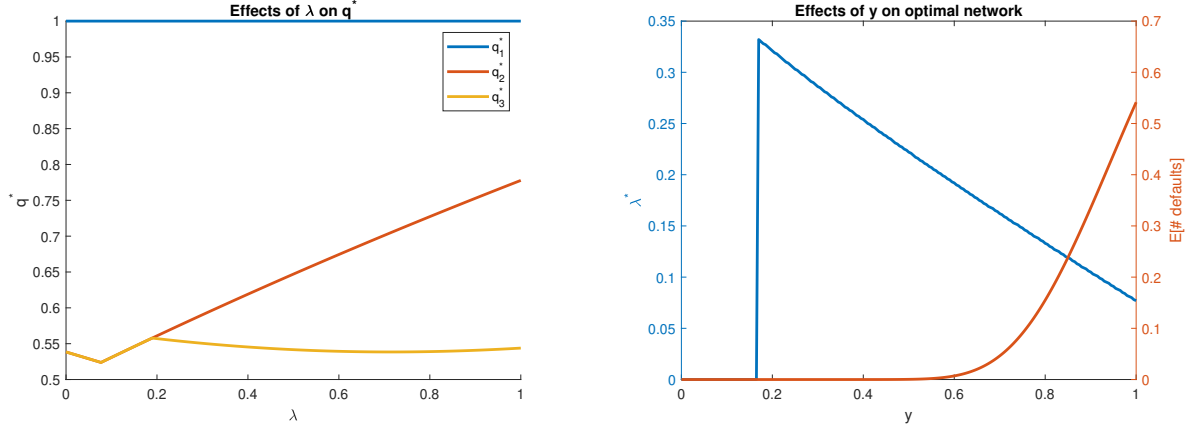 Effects of λ on q*
1
0.95
0.9
0.85
0.8
0.75
0.7
0.65
0.6
0.55
0.5
q*
0 0.2 0.4 0.6 0.8 1
λ
q₁*
q₂*
q₃*
Effects of y on optimal network
0.35
0.3
0.25
0.2
0.15
0.1
0.05
0
λ*
0 0.2 0.4 0.6 0.8 1
y
0.7
0.6
0.5
0.4
0.3
0.2
0.1
0
E[# defaults]